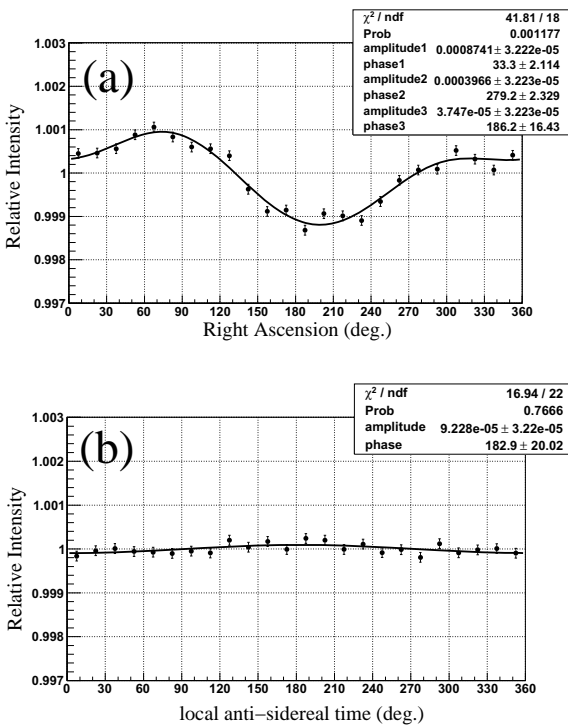 χ² / ndf 41.81 / 18
Prob 0.001177
amplitude1 0.0008741 ± 3.222e-05
phase1 33.3 ± 2.114
amplitude2 0.0003966 ± 3.223e-05
phase2 279.2 ± 2.329
amplitude3 3.747e-05 ± 3.223e-05
phase3 186.2 ± 16.43
(a)
Relative Intensity
1.003
1.002
1.001
1
0.999
0.998
0.997
0 30 60 90 120 150 180 210 240 270 300 330 360
Right Ascension (deg.)
χ² / ndf 16.94 / 22
Prob 0.7666
amplitude 9.228e-05 ± 3.22e-05
phase 182.9 ± 20.02
(b)
Relative Intensity
1.003
1.002
1.001
1
0.999
0.998
0.997
0 30 60 90 120 150 180 210 240 270 300 330 360
local anti−sidereal time (deg.)